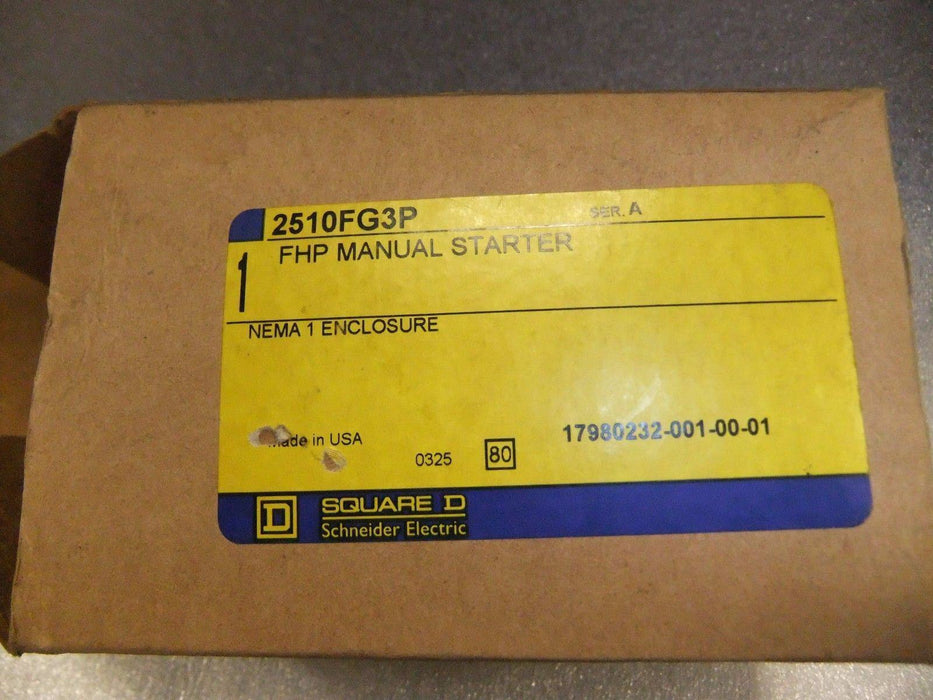 2510FG3P SER. A
1 FHP MANUAL STARTER
NEMA 1 ENCLOSURE
Made in USA
0325 80 17980232-001-00-01
D SQUARE D
Schneider Electric